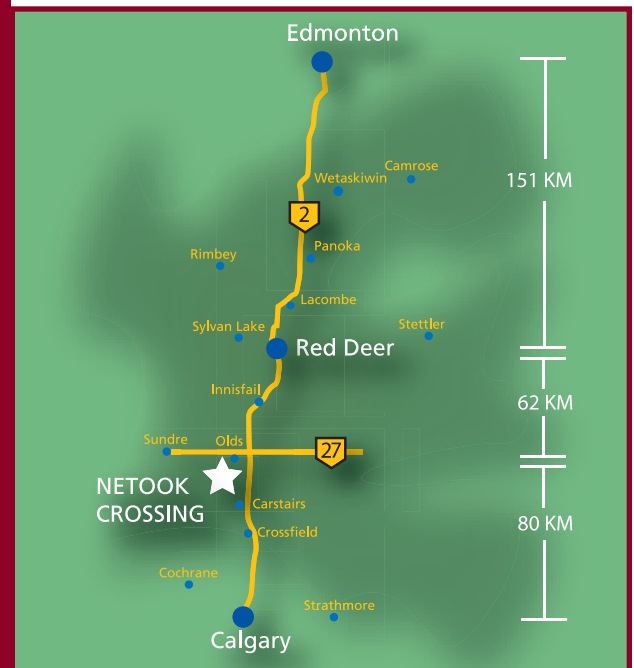 Edmonton
Camrose
Wetaskiwin
151 KM
2
Panoka
Rimbey
Lacombe
Sylvan Lake
Stettler
Red Deer
Innisfail
62 KM
Sundre
Olds
27
NETOOK
CROSSING
Carstairs
80 KM
Crossfield
Cochrane
Strathmore
Calgary